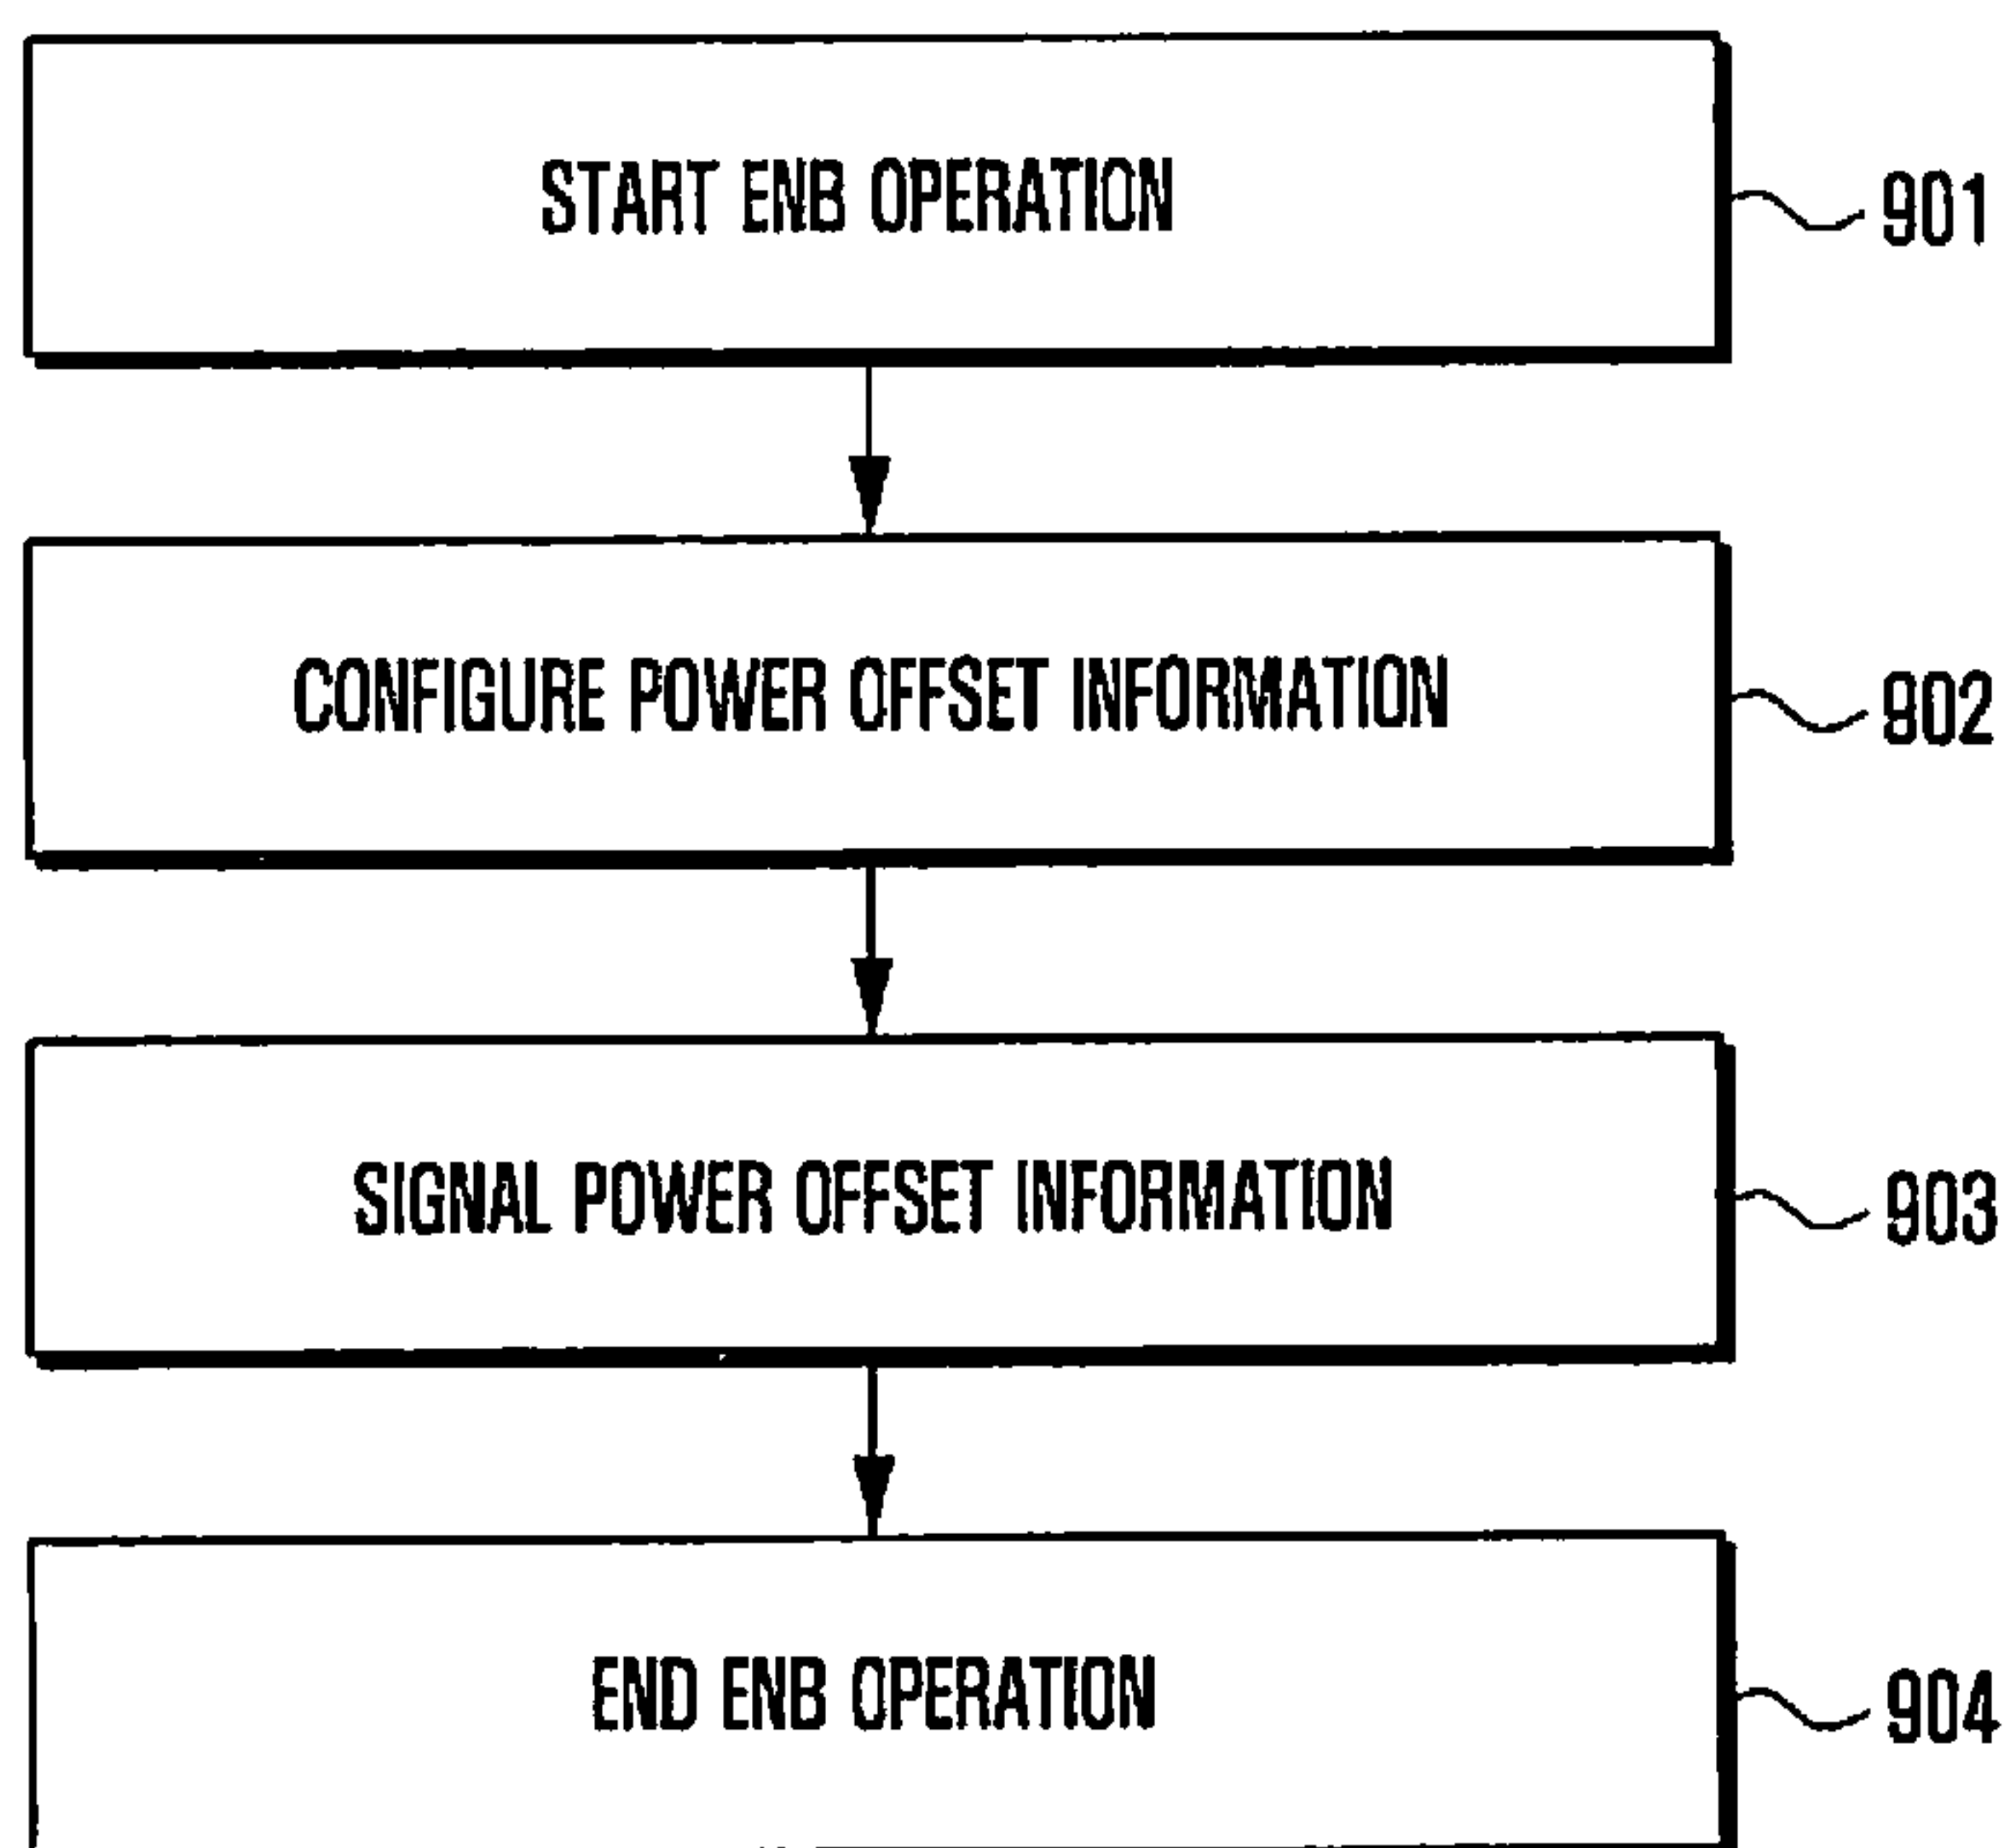 START ENB OPERATION
901
CONFIGURE POWER OFFSET INFORMATION
902
SIGNAL POWER OFFSET INFORMATION
903
END ENB OPERATION
904